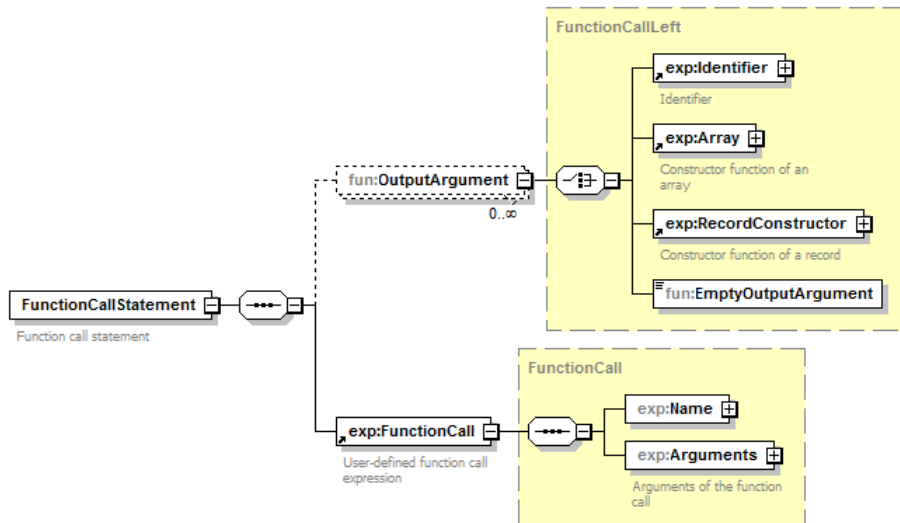 FunctionCallLeft
exp:Identifier
Identifier
exp:Array
Constructor function of an
array
fun:OutputArgument
0..∞
exp:RecordConstructor
Constructor function of a record
fun:EmptyOutputArgument
FunctionCallStatement
Function call statement
FunctionCall
exp:Name
exp:FunctionCall
User-defined function call
expression
exp:Arguments
Arguments of the function
call